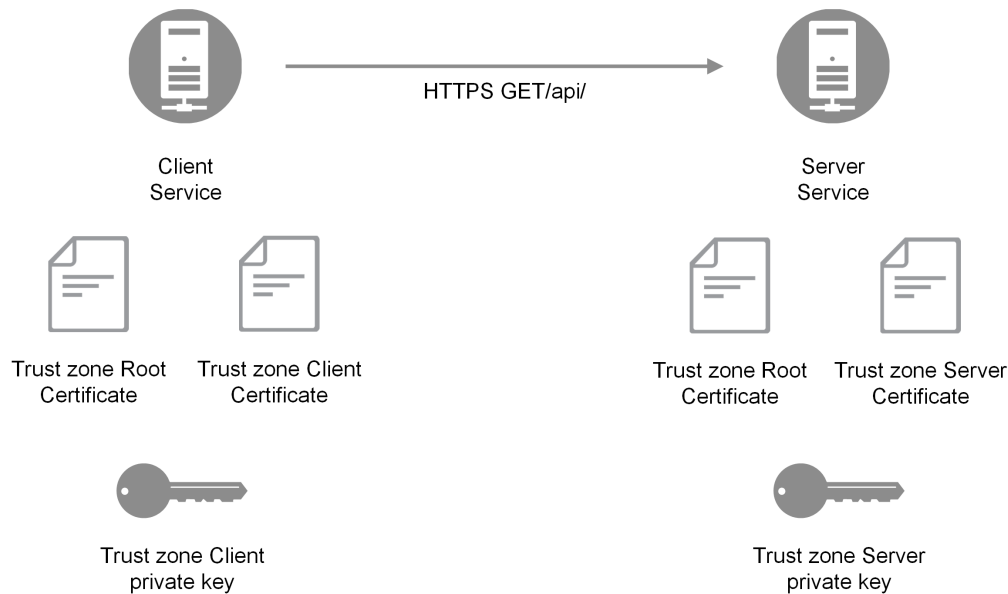 HTTPS GET/api/
Client
Service
Server
Service
Trust zone Root
Certificate
Trust zone Client
Certificate
Trust zone Root
Certificate
Trust zone Server
Certificate
Trust zone Client
private key
Trust zone Server
private key